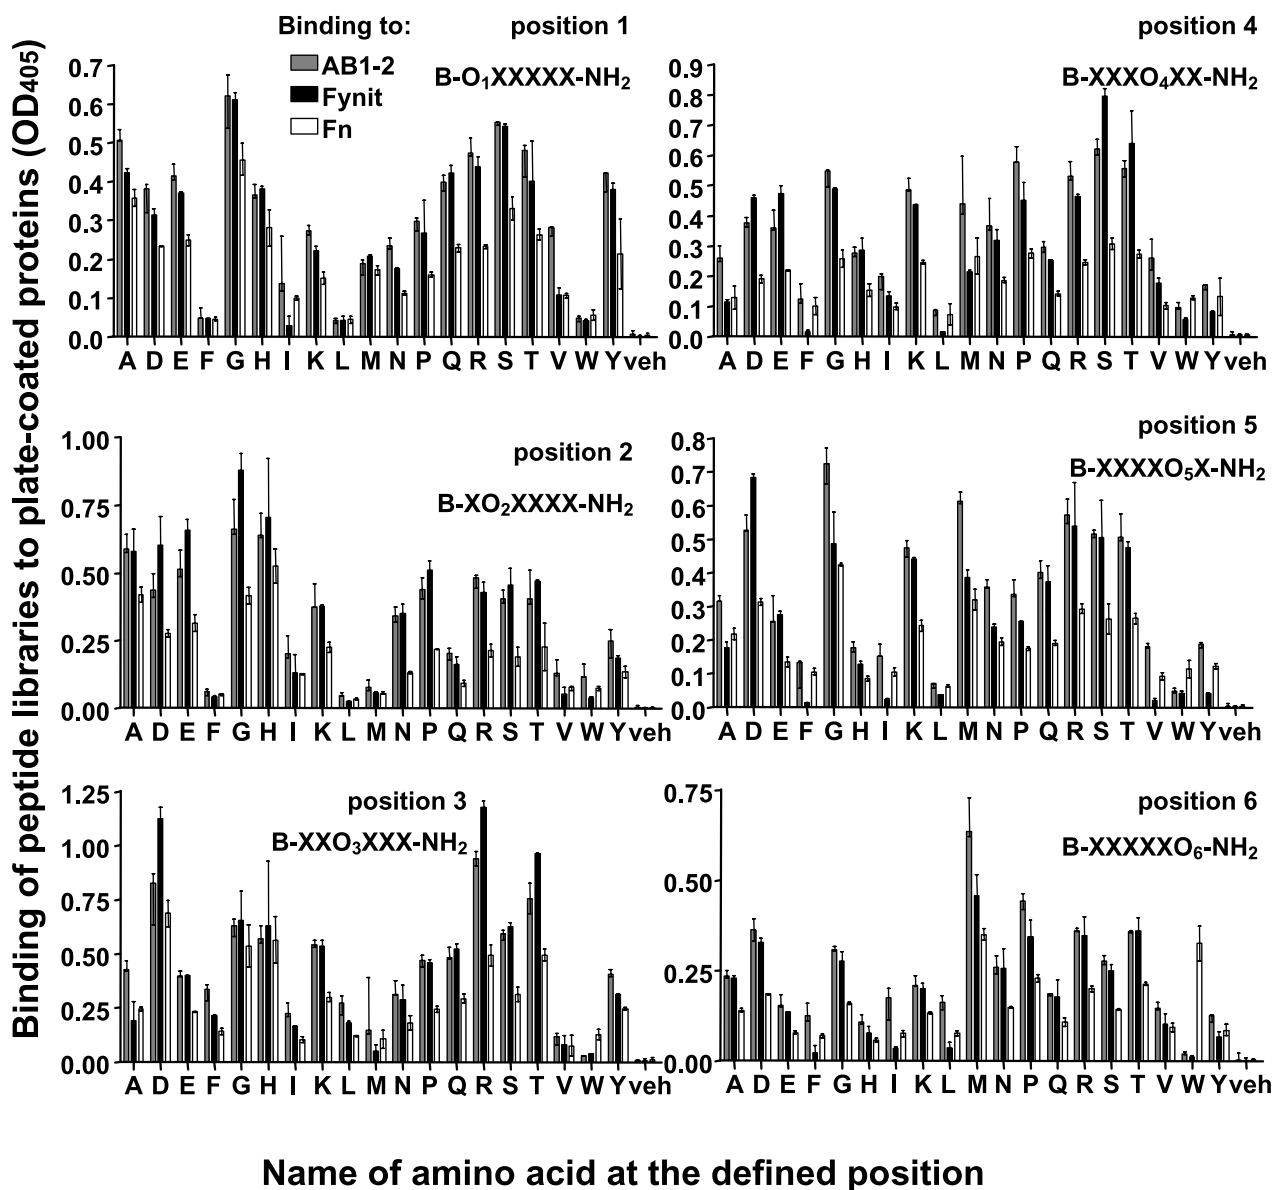 Binding of peptide libraries to plate-coated proteins (OD405)
Binding to:
AB1-2
Fynit
Fn
position 1
B-O1XXXXX-NH2
0.7
0.6
0.5
0.4
0.3
0.2
0.1
0.0
A D E F G H I K L M N P Q R S T V W Y veh
position 4
B-XXXO4XX-NH2
0.9
0.8
0.7
0.6
0.5
0.4
0.3
0.2
0.1
0.0
A D E F G H I K L M N P Q R S T V W Y veh
position 2
B-XO2XXXX-NH2
1.00
0.75
0.50
0.25
0.00
A D E F G H I K L M N P Q R S T V W Y veh
position 5
B-XXXXO5X-NH2
0.8
0.7
0.6
0.5
0.4
0.3
0.2
0.1
0.0
A D E F G H I K L M N P Q R S T V W Y veh
position 3
B-XXO3XXX-NH2
1.25
1.00
0.75
0.50
0.25
0.00
A D E F G H I K L M N P Q R S T V W Y veh
position 6
B-XXXXXO6-NH2
0.75
0.50
0.25
0.00
A D E F G H I K L M N P Q R S T V W Y veh
Name of amino acid at the defined position